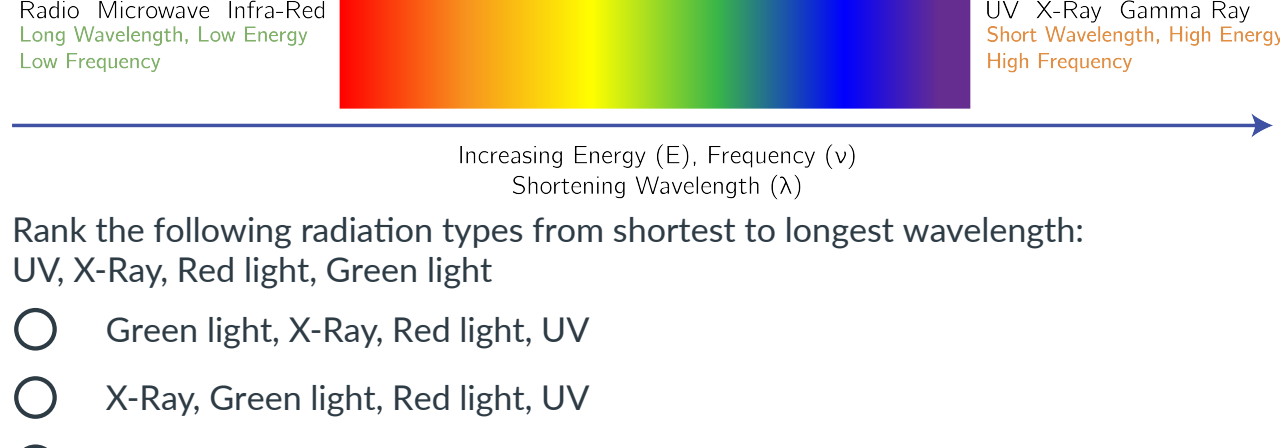 Radio Microwave Infra-Red
Long Wavelength, Low Energy
Low Frequency
UV X-Ray Gamma Ray
Short Wavelength, High Energy
High Frequency
Increasing Energy (E), Frequency (ν)
Shortening Wavelength (λ)
Rank the following radiation types from shortest to longest wavelength:
UV, X-Ray, Red light, Green light
Green light, X-Ray, Red light, UV
X-Ray, Green light, Red light, UV